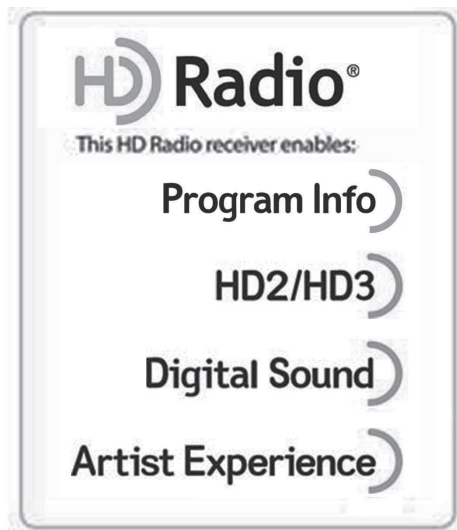 HD Radio®
This HD Radio receiver enables:
Program Info
HD2/HD3
Digital Sound
Artist Experience